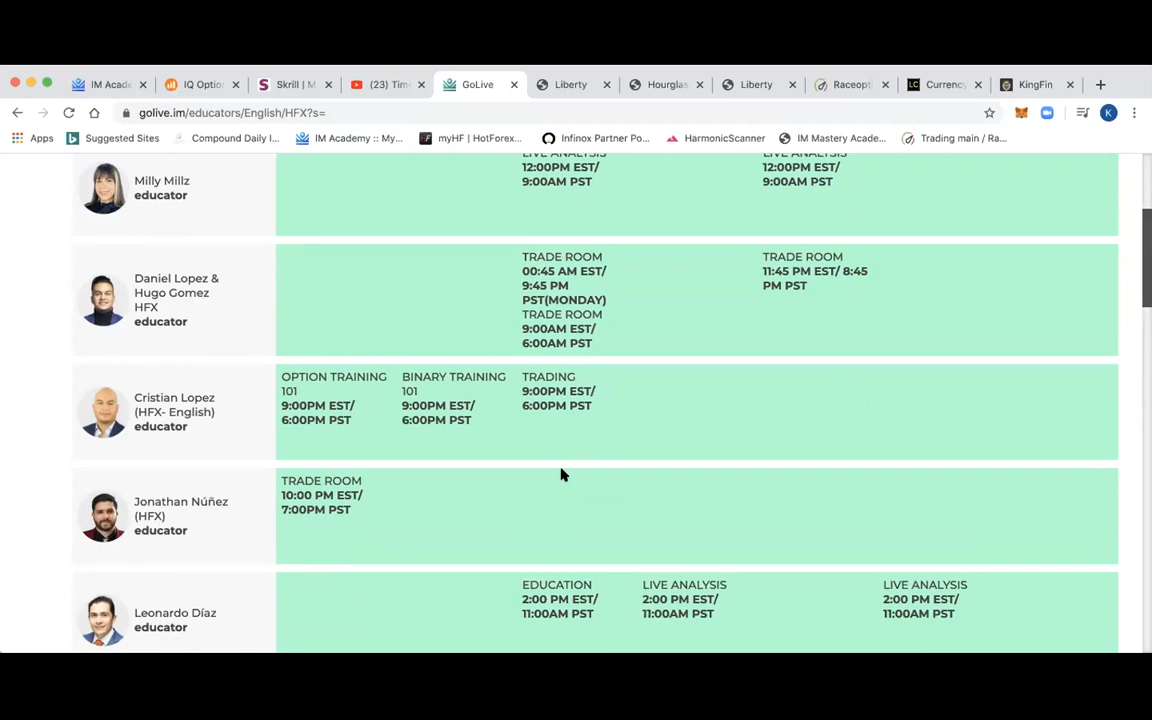 IM Acade
IQ Option
Skrill | M
(23) Time
GoLive
Liberty
Hourglas
Liberty
Raceopt
Currency
KingFin
golive.im/educators/English/HFX?s=
K
Apps
Suggested Sites
Compound Daily I...
IM Academy :: My...
myHF | HotForex...
Infinox Partner Po...
HarmonicScanner
IM Mastery Acade...
Trading main / Ra...
Milly Millz
educator
LIVE ANALYSIS
12:00PM EST/
9:00AM PST
LIVE ANALYSIS
12:00PM EST/
9:00AM PST
Daniel Lopez &
Hugo Gomez
HFX
educator
TRADE ROOM
00:45 AM EST/
9:45 PM
PST(MONDAY)
TRADE ROOM
9:00AM EST/
6:00AM PST
TRADE ROOM
11:45 PM EST/ 8:45
PM PST
Cristian Lopez
(HFX- English)
educator
OPTION TRAINING
101
9:00PM EST/
6:00PM PST
BINARY TRAINING
101
9:00PM EST/
6:00PM PST
TRADING
9:00PM EST/
6:00PM PST
Jonathan Núñez
(HFX)
educator
TRADE ROOM
10:00 PM EST/
7:00PM PST
Leonardo Díaz
educator
EDUCATION
2:00 PM EST/
11:00AM PST
LIVE ANALYSIS
2:00 PM EST/
11:00AM PST
LIVE ANALYSIS
2:00 PM EST/
11:00AM PST